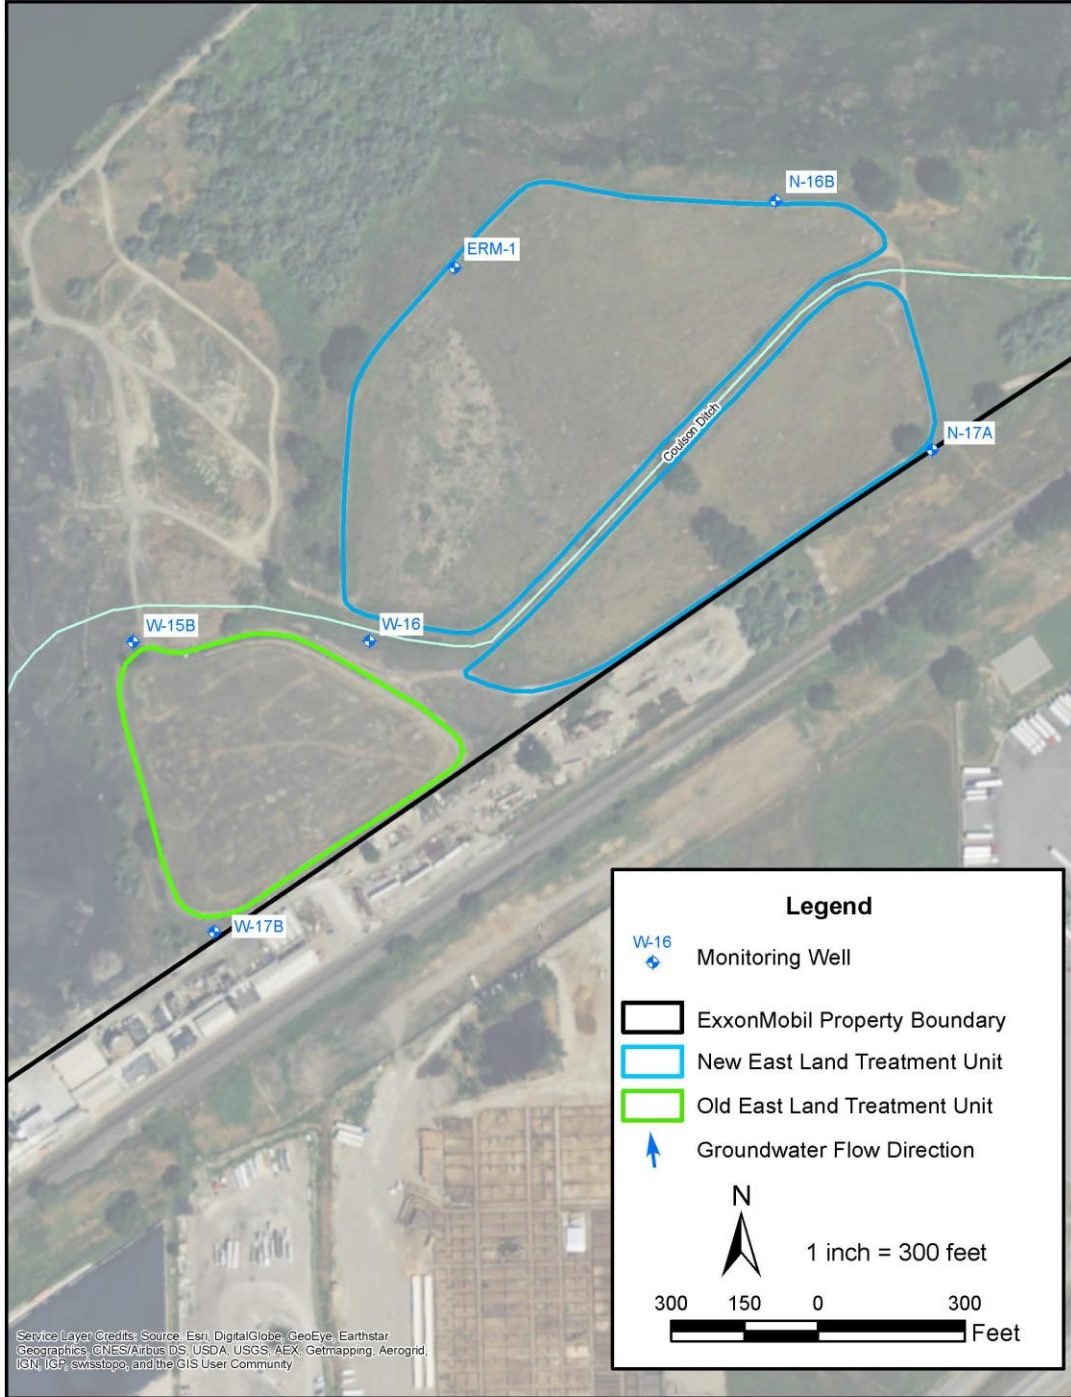 N-16B
ERM-1
Coulson Ditch
N-17A
W-15B
W-16
W-17B
Legend
W-16
Monitoring Well
ExxonMobil Property Boundary
New East Land Treatment Unit
Old East Land Treatment Unit
Groundwater Flow Direction
N
1 inch = 300 feet
300 150 0 300
Feet
Service Layer Credits: Source: Esri, DigitalGlobe, GeoEye, Earthstar
Geographics, CNES/Airbus DS, USDA, USGS, AEX, Getmapping, Aerogrid,
IGN, IGP, swisstopo, and the GIS User Community